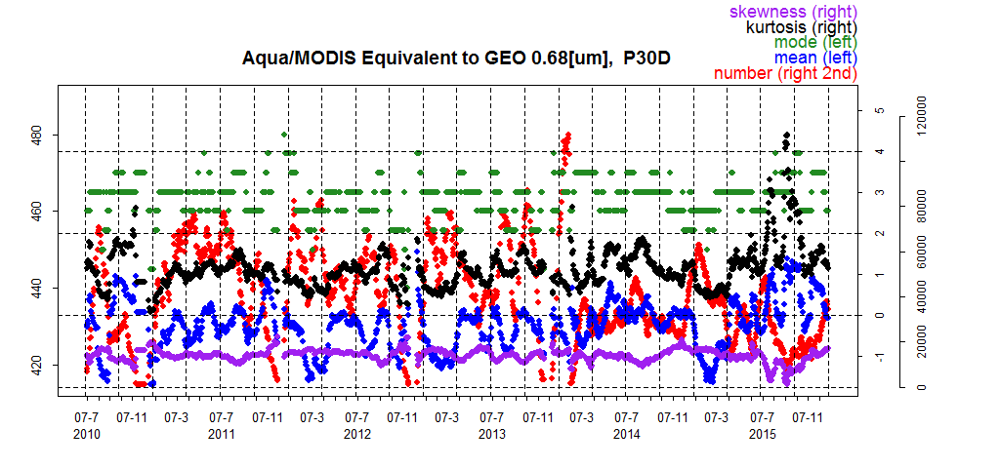 skewness (right)
kurtosis (right)
mode (left)
mean (left)
number (right 2nd)
Aqua/MODIS Equivalent to GEO 0.68[um], P30D
480
460
440
420
5
4
3
2
1
0
-1
120000
80000
60000
40000
20000
0
07-7 07-11 07-3 07-7 07-11 07-3 07-7 07-11 07-3 07-7 07-11 07-3 07-7 07-11 07-3 07-7 07-11
2010 2011 2012 2013 2014 2015